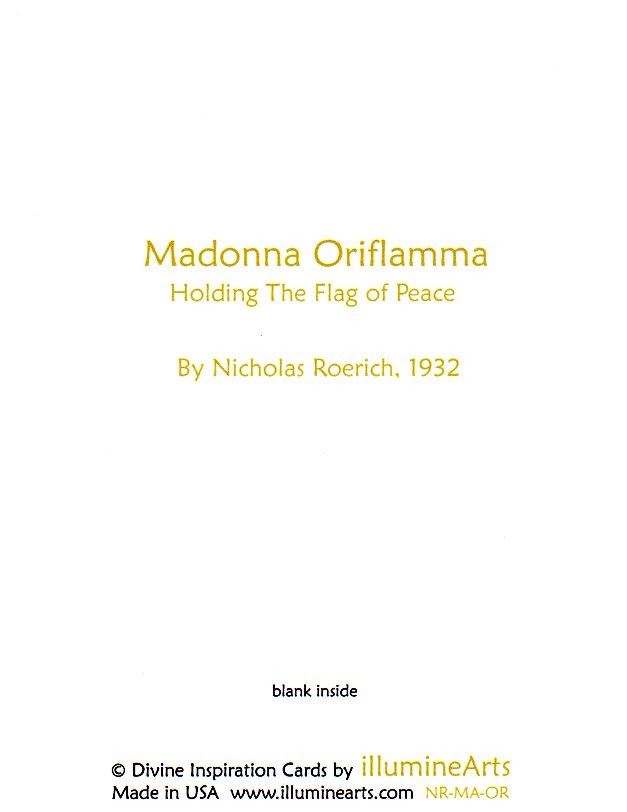 Madonna Oriflamma
Holding The Flag of Peace
By Nicholas Roerich, 1932
blank inside
© Divine Inspiration Cards by illumineArts
Made in USA www.illuminearts.com NR-MA-OR